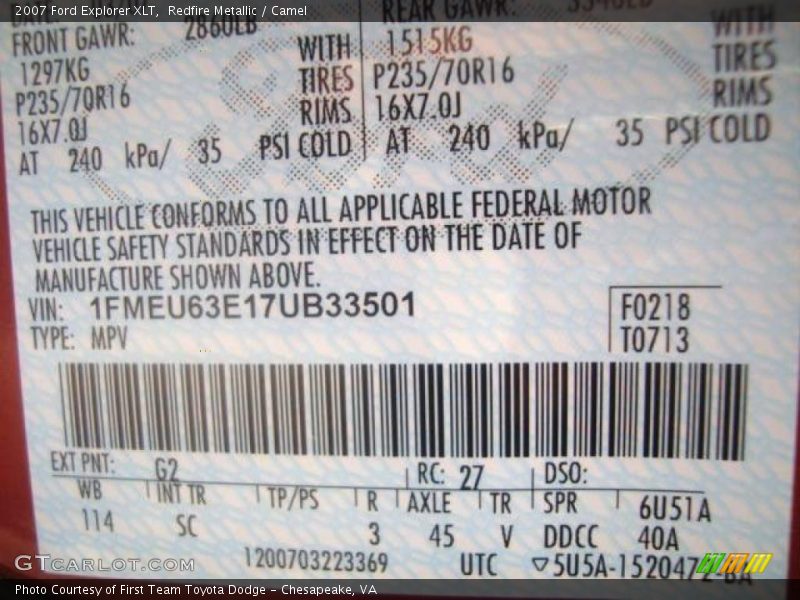 2007 Ford Explorer XLT, Redfire Metallic / Camel
FRONT GAWR: 2860LB
1297KG WITH
P235/70R16 TIRES
16X7.0J RIMS
AT 240 kPa/ 35 PSI COLD
REAR GAWR:
1515KG WITH
P235/70R16 TIRES
16X7.0J RIMS
AT 240 kPa/ 35 PSI COLD
THIS VEHICLE CONFORMS TO ALL APPLICABLE FEDERAL MOTOR
VEHICLE SAFETY STANDARDS IN EFFECT ON THE DATE OF
MANUFACTURE SHOWN ABOVE.
VIN: 1FMEU63E17UB33501
TYPE: MPV
F0218
T0713
EXT PNT: G2 RC: 27 DSO:
WB INT TR TP/PS R AXLE TR SPR 6U51A
114 SC 3 45 V DDCC 40A
1200703223369 UTC ▽5U5A-1520472-BA
GTCARLOT.COM
Photo Courtesy of First Team Toyota Dodge – Chesapeake, VA